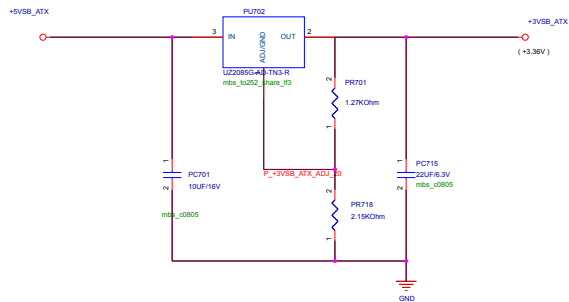 +5VSB_ATX
PU702
+3VSB_ATX
3
IN
ADJ/GND
OUT
2
( +3.36V )
UZ2085G-AD-TN3-R
mbs_to252_share_lf3
2
PR701
1.27KOhm
1
1
PC701
10UF/16V
2
mbs_c0805
P_+3VSB_ATX_ADJ_20
1
PC715
22UF/6.3V
mbs_c0805
2
2
PR718
2.15KOhm
1
GND